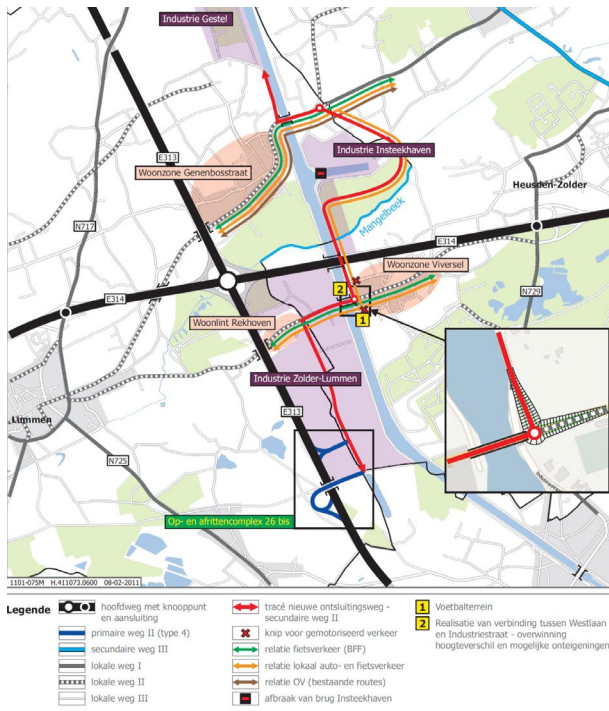 Industrie Gestel
E313
Woonzone Genenbosstraat
Industrie Insteekhaven
Heusden-Zolder
N717
Mangelbeek
E314
Woonzone Viversel
2
E314
1
N729
Woonlint Rekhoven
Industrie Zolder-Lummen
Lummen
E313
N725
Op- en afrittencomplex 26 bis
1101-075M H.411073.0600 08-02-2011
Legende
hoofdweg met knooppunt
en aansluiting
primaire weg II (type 4)
secundaire weg III
lokale weg I
lokale weg II
lokale weg III
tracé nieuwe ontsluitingsweg -
secundaire weg II
knip voor gemotoriseerd verkeer
relatie fietsverkeer (BFF)
relatie lokaal auto- en fietsverkeer
relatie OV (bestaande routes)
afbraak van brug Insteekhaven
1 Voetbalterrein
2 Realisatie van verbinding tussen Westlaan
en Industriestraat - overwinning
hoogteverschil en mogelijke onteigeningen